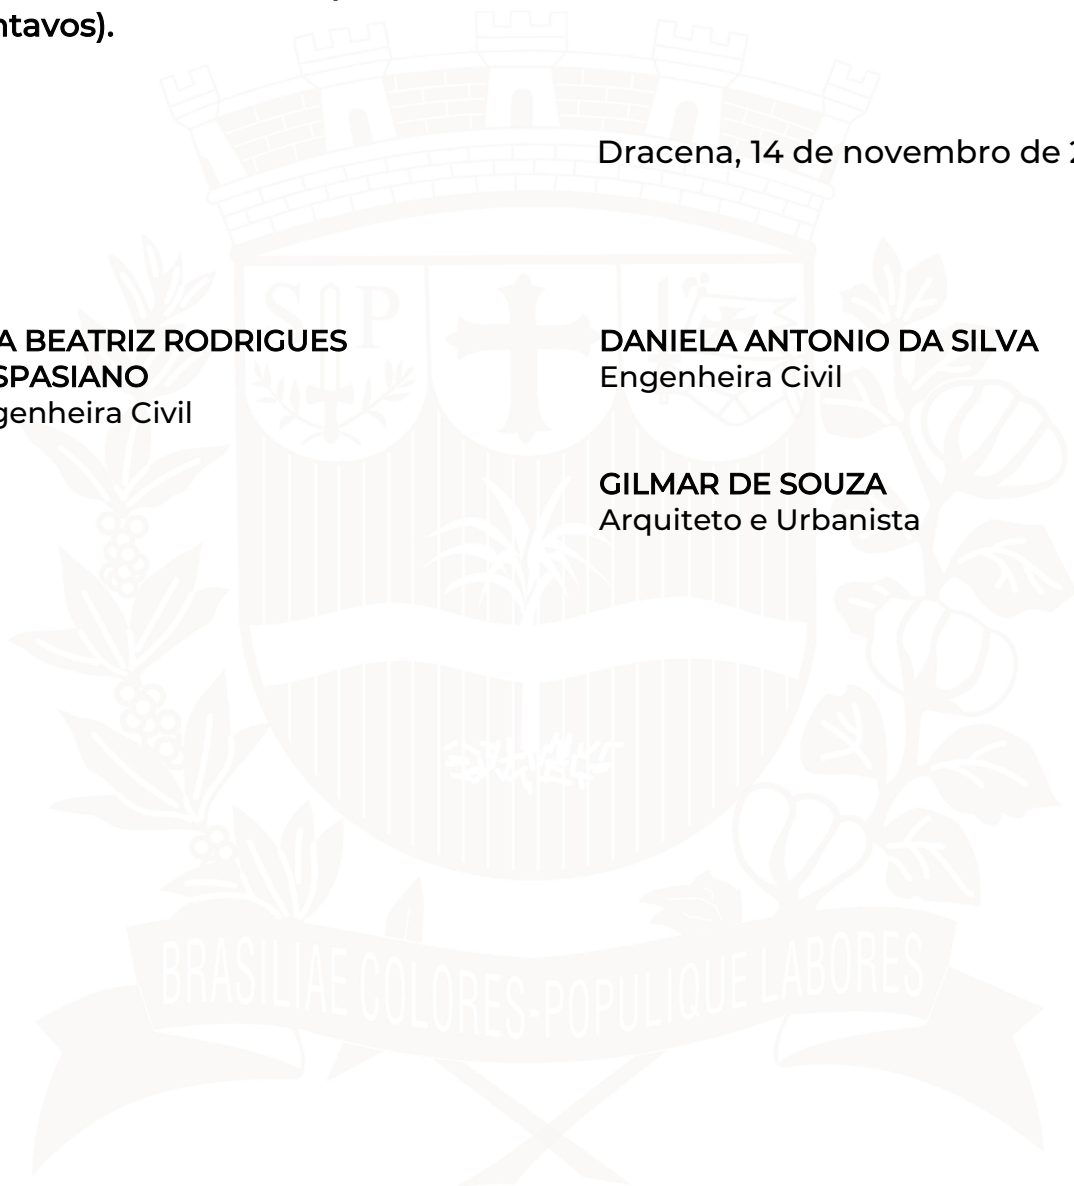 ntavos).
Dracena, 14 de novembro de
A BEATRIZ RODRIGUES
SPASIANO
genheira Civil
DANIELA ANTONIO DA SILVA
Engenheira Civil
GILMAR DE SOUZA
Arquiteto e Urbanista
S P
BRASILIAE COLORES-POPULIQUE LABORES